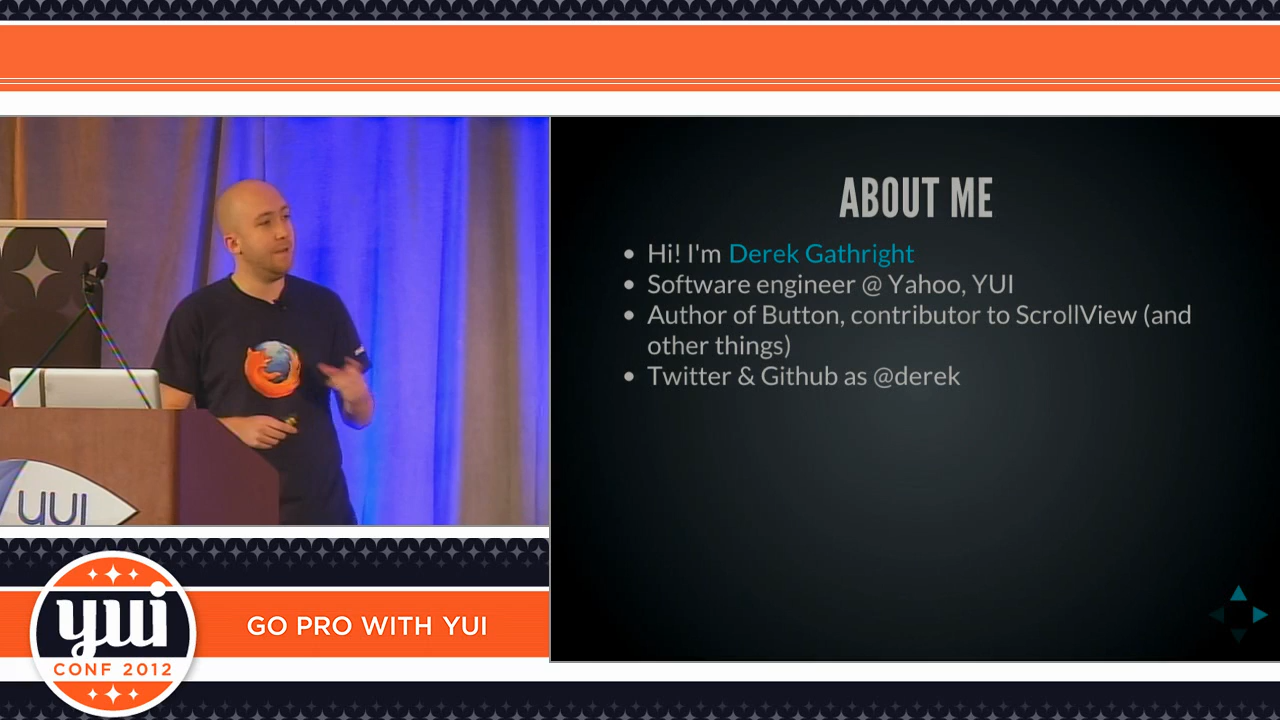 ABOUT ME
Hi! I'm Derek Gathright
Software engineer @ Yahoo, YUI
Author of Button, contributor to ScrollView (and
other things)
Twitter & Github as @derek
YUI
yui
CONF 2012
GO PRO WITH YUI